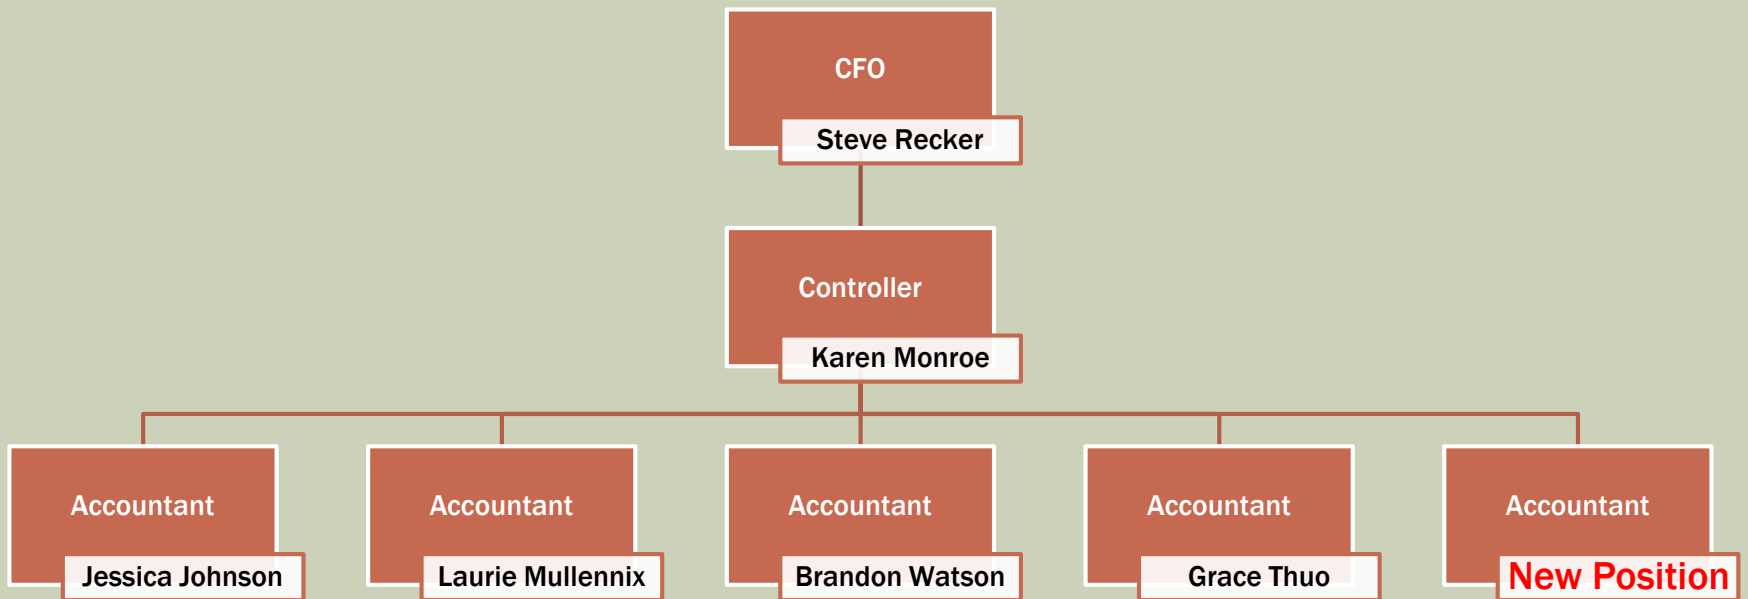 CFO
Steve Recker
Controller
Karen Monroe
Accountant
Jessica Johnson
Accountant
Laurie Mullennix
Accountant
Brandon Watson
Accountant
Grace Thuo
Accountant
New Position